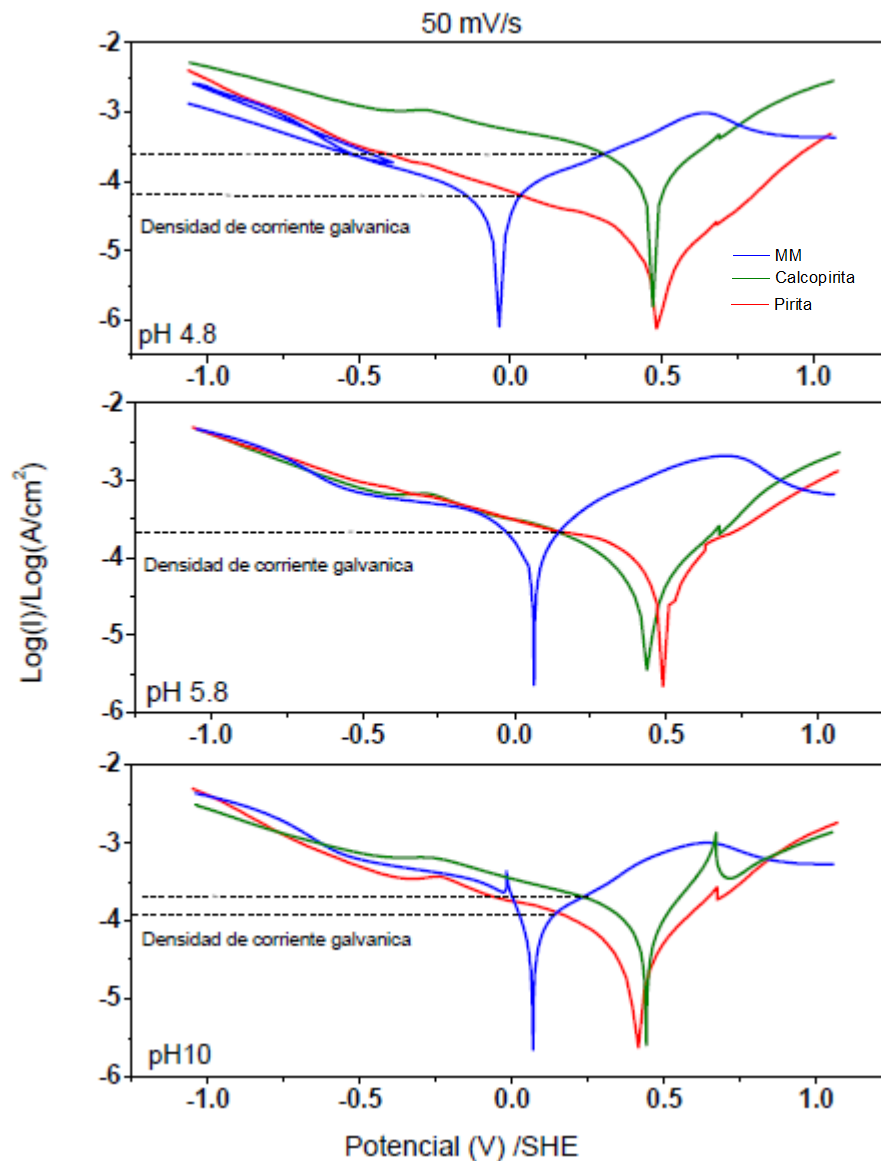 50 mV/s
-2
-3
-4
-5
-6
Densidad de corriente galvanica
MM
Calcopirita
Pirita
pH 4.8
-1.0 -0.5 0.0 0.5 1.0
-2
-3
-4
-5
-6
Densidad de corriente galvanica
pH 5.8
-1.0 -0.5 0.0 0.5 1.0
Log(I)/Log(A/cm²)
-2
-3
-4
-5
-6
Densidad de corriente galvanica
pH10
-1.0 -0.5 0.0 0.5 1.0
Potencial (V) /SHE